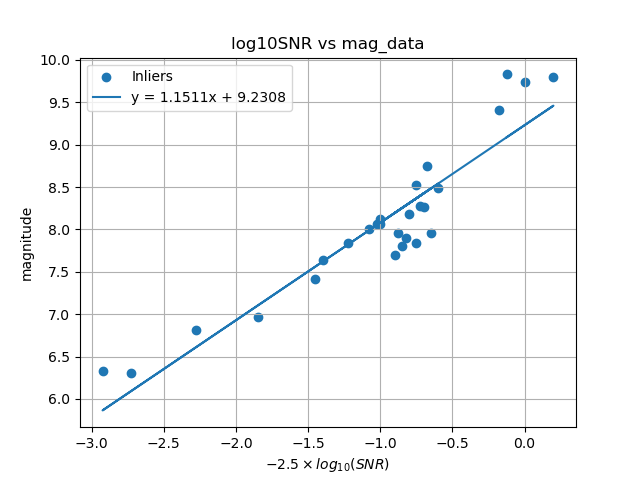 log10SNR vs mag_data
Inliers
y = 1.1511x + 9.2308
10.0
9.5
9.0
8.5
8.0
7.5
7.0
6.5
6.0
magnitude
−3.0 −2.5 −2.0 −1.5 −1.0 −0.5 0.0
−2.5 × log₁₀(SNR)